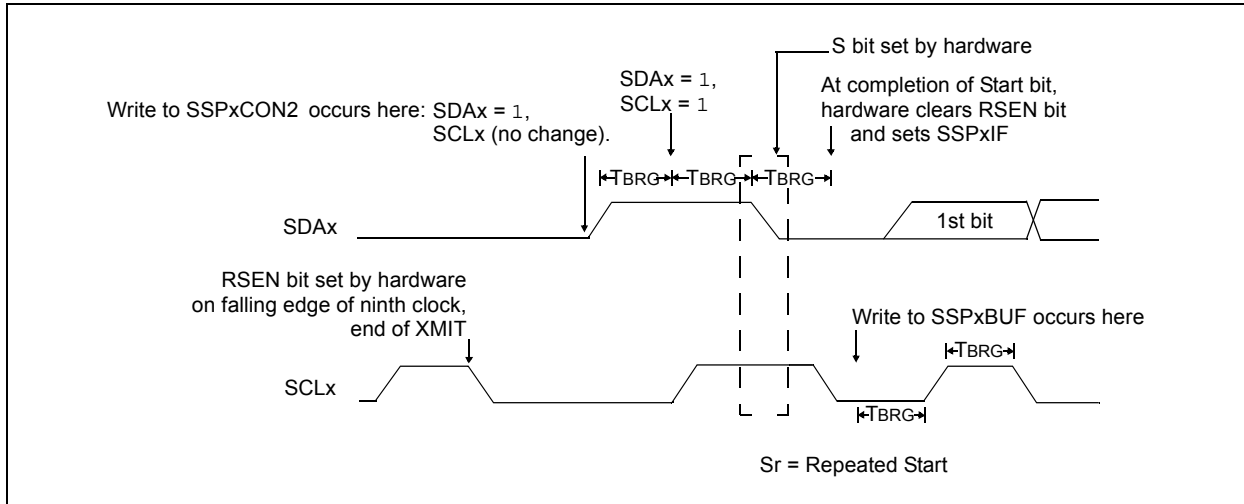 S bit set by hardware
SDAx = 1,
SCLx = 1
At completion of Start bit,
hardware clears RSEN bit
and sets SSPxIF
Write to SSPxCON2 occurs here: SDAx = 1,
SCLx (no change).
TBRG TBRG TBRG
SDAx
1st bit
RSEN bit set by hardware
on falling edge of ninth clock,
end of XMIT
Write to SSPxBUF occurs here
TBRG
SCLx
TBRG
Sr = Repeated Start